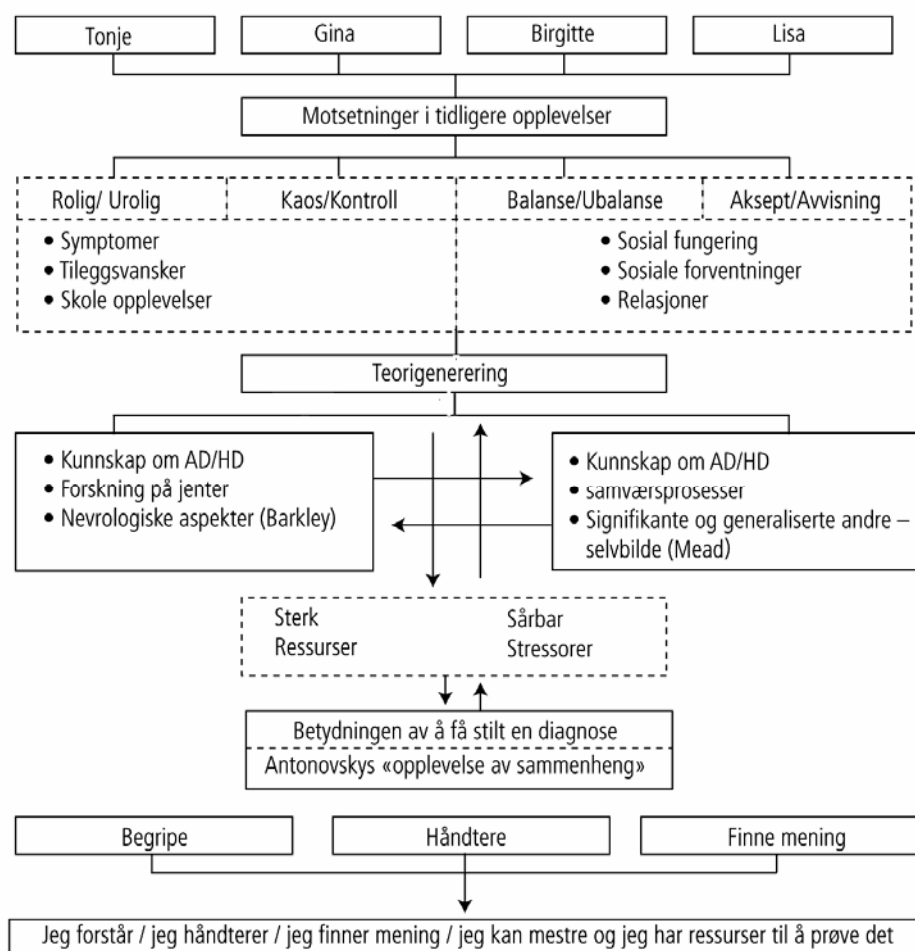 Tonje
Gina
Birgitte
Lisa
Motsetninger i tidligere opplevelser
Rolig/ Urolig
Kaos/Kontroll
Balanse/Ubalanse
Aksept/Avvisning
• Symptomer
• Tileggsvansker
• Skole opplevelser
• Sosial fungering
• Sosiale forventninger
• Relasjoner
Teorigenerering
• Kunnskap om AD/HD
• Forskning på jenter
• Nevrologiske aspekter (Barkley)
• Kunnskap om AD/HD
• samværsprosesser
• Signifikante og generaliserte andre –
selvbilde (Mead)
Sterk
Ressurser
Sårbar
Stressorer
Betydningen av å få stilt en diagnose
Antonovskys «opplevelse av sammenheng»
Begripe
Håndtere
Finne mening
Jeg forstår / jeg håndterer / jeg finner mening / jeg kan mestre og jeg har ressurser til å prøve det